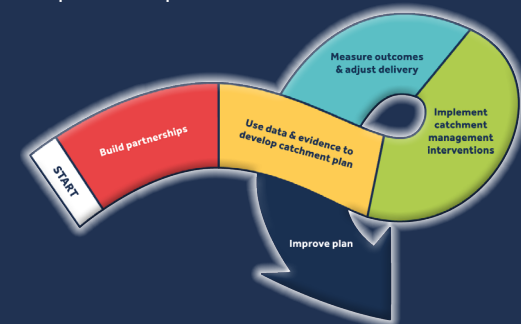 START
Build partnerships
Use data & evidence to
develop catchment plan
Implement
catchment
management
interventions
Measure outcomes
& adjust delivery
Improve plan